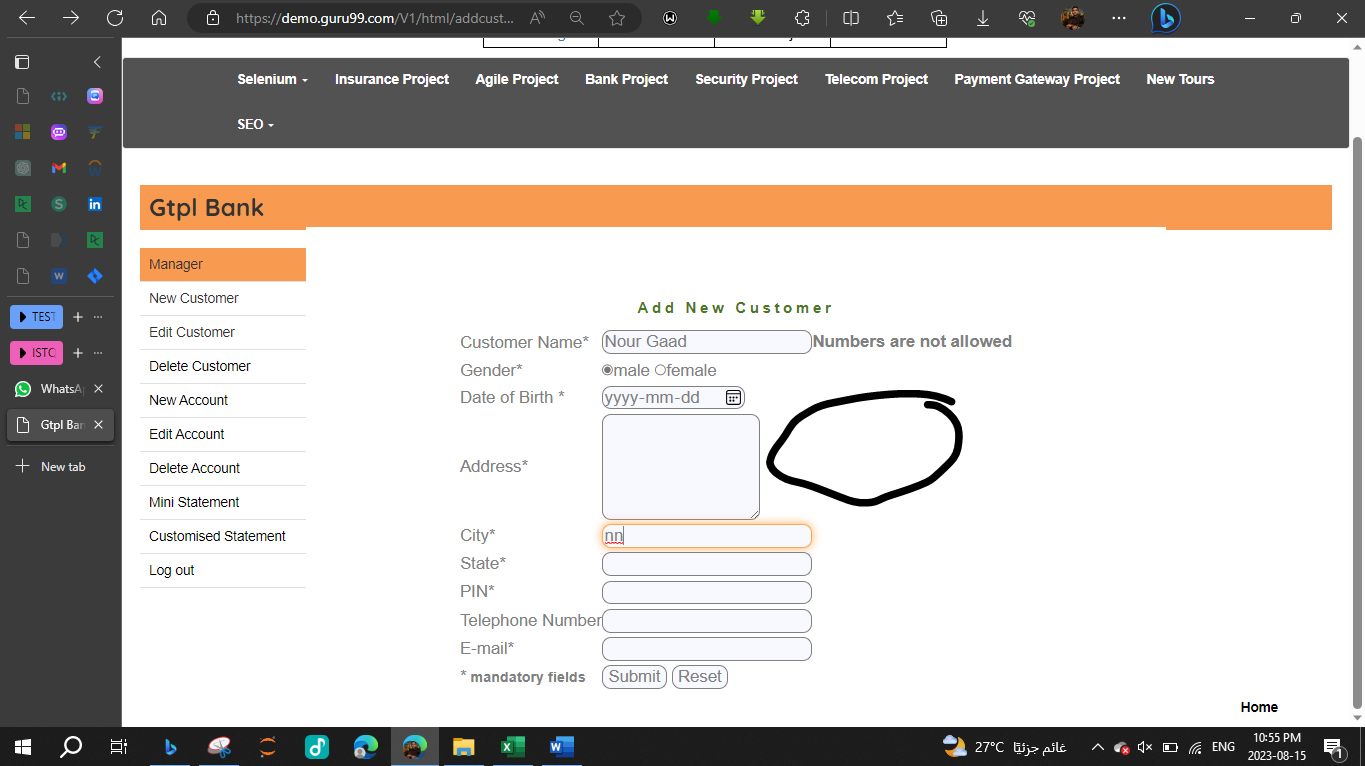 https://demo.guru99.com/V1/html/addcust...
Selenium
Insurance Project
Agile Project
Bank Project
Security Project
Telecom Project
Payment Gateway Project
New Tours
SEO
Gtpl Bank
Manager
New Customer
Edit Customer
Delete Customer
New Account
Edit Account
Delete Account
Mini Statement
Customised Statement
Log out
Add New Customer
Customer Name* Nour Gaad Numbers are not allowed
Gender* male female
Date of Birth * yyyy-mm-dd
Address*
City* nn
State*
PIN*
Telephone Number
E-mail*
* mandatory fields Submit Reset
Home
TEST
ISTC
WhatsA
Gtpl Ban
New tab
27°C غائم جزئيًا
ENG
10:55 PM
2023-08-15
1